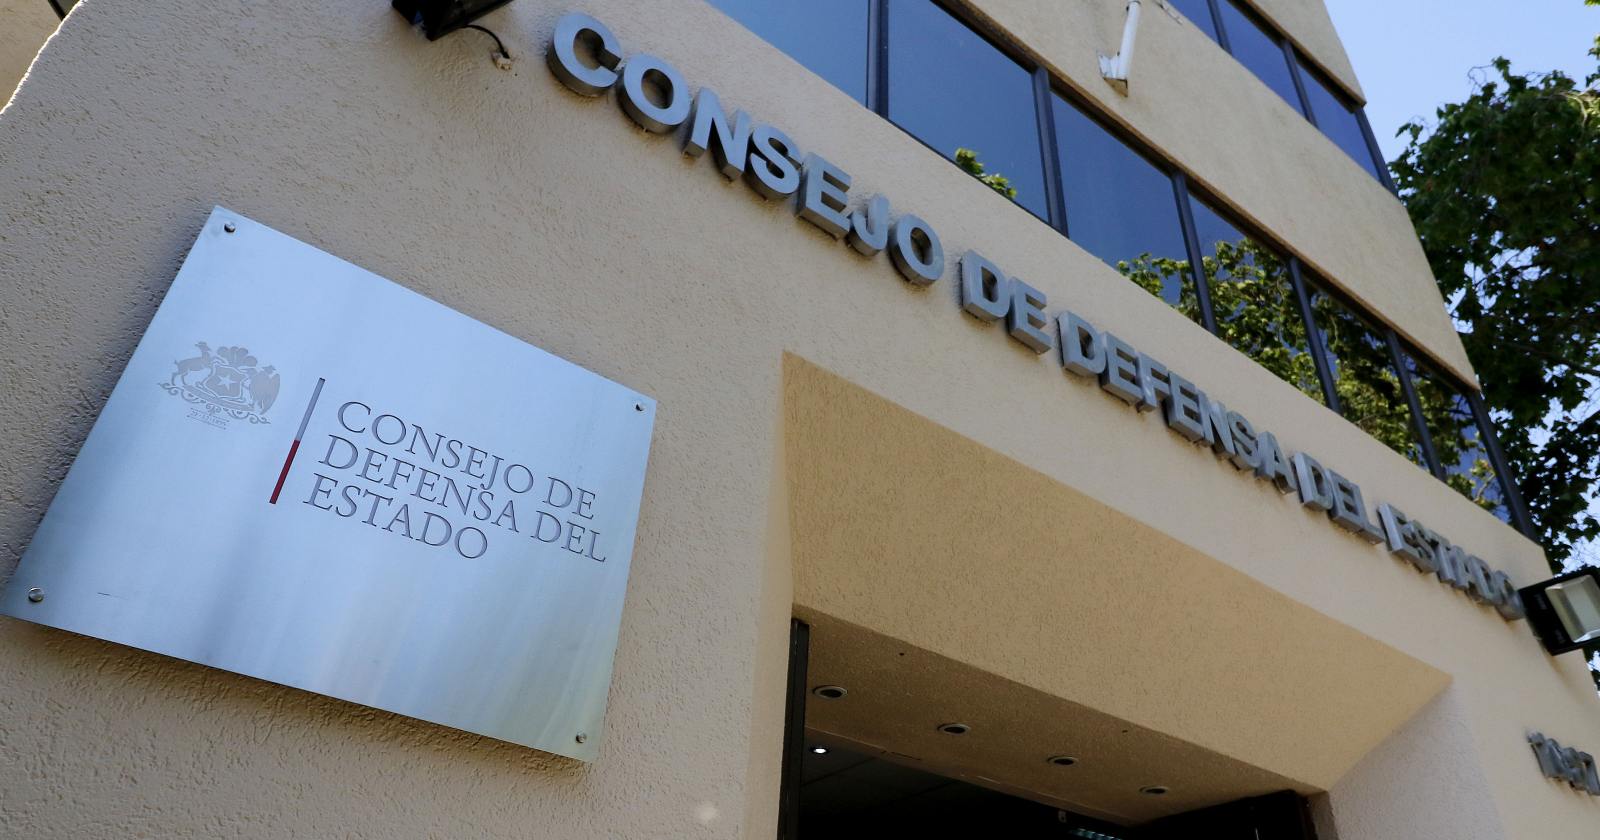 CONSEJO DE DEFENSA DEL ESTADO
CONSEJO DE
DEFENSA DEL
ESTADO